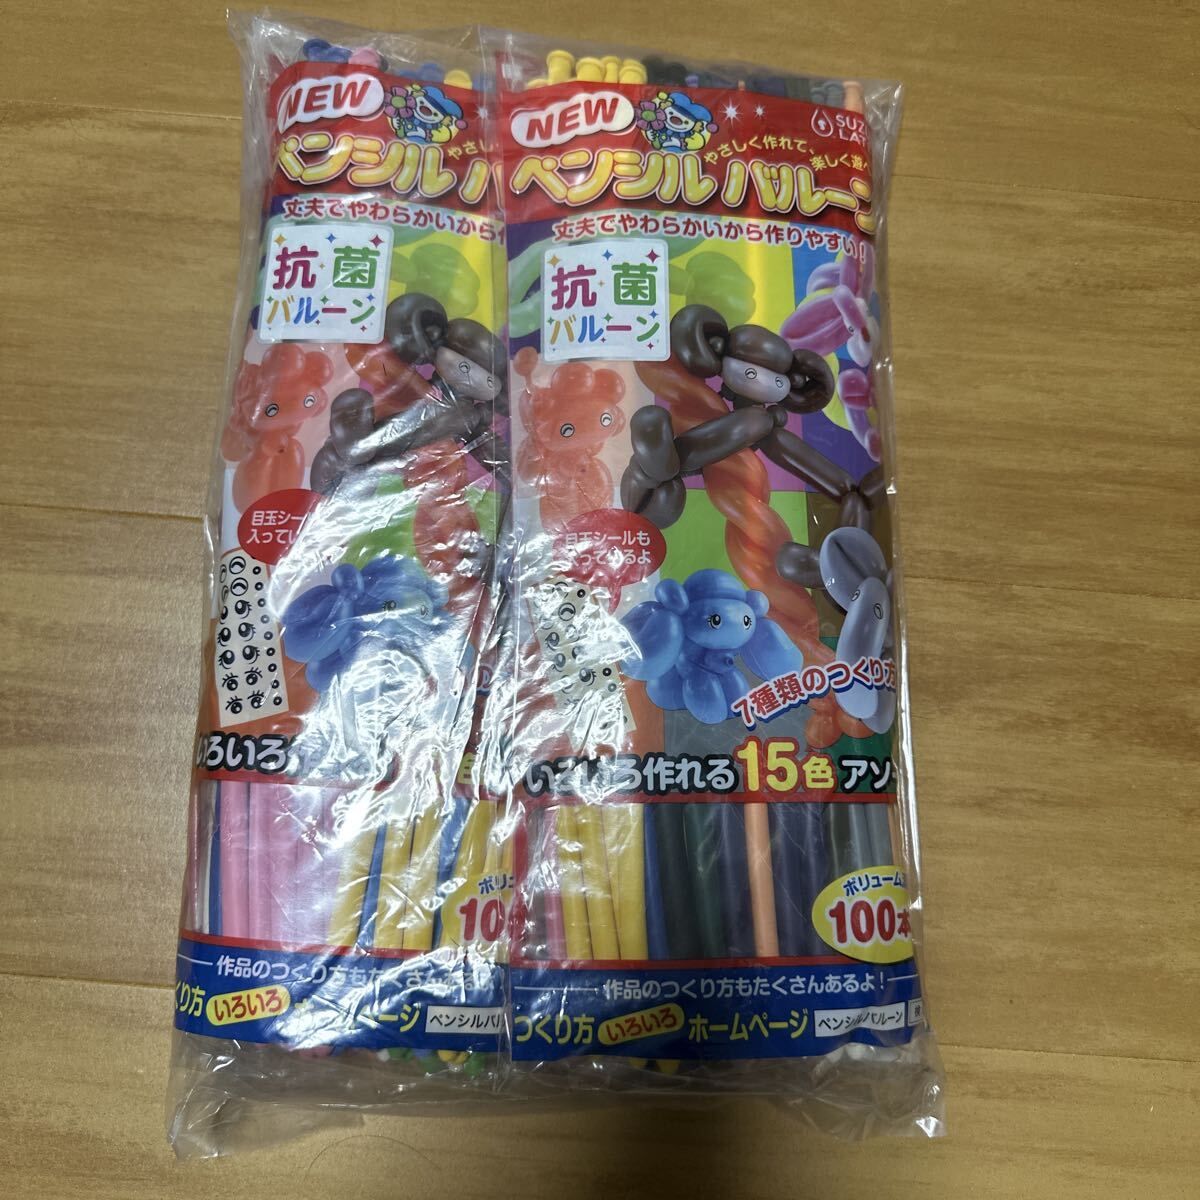 NEW
ペンシル バ
やさし
丈夫でやわらかいから
抗菌
バルーン
目玉シー
入ってい
いろいろ
色
ボリュ
10
作品のつくり方もたくさんある
くり方 いろいろ ホームページ ペンシルバル
NEW
SUZ
LAT
やさしく作れて、
楽しく遊
ペンシル バルーン
丈夫でやわらかいから作りやすい!
抗菌
バルーン
目玉シールも
入っているよ
7種類のつくり方
いろいろ作れる15色アソ
ボリューム
100本
作品のつくり方もたくさんあるよ!
つくり方 いろいろ ホームページ ペンシルバルーン 検